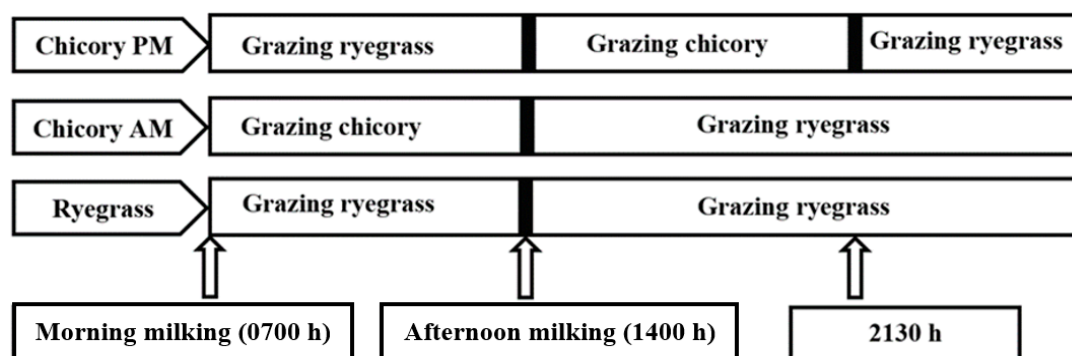 Chicory PM Grazing ryegrass Grazing chicory Grazing ryegrass
Chicory AM Grazing chicory Grazing ryegrass
Ryegrass Grazing ryegrass Grazing ryegrass
Morning milking (0700 h) Afternoon milking (1400 h) 2130 h